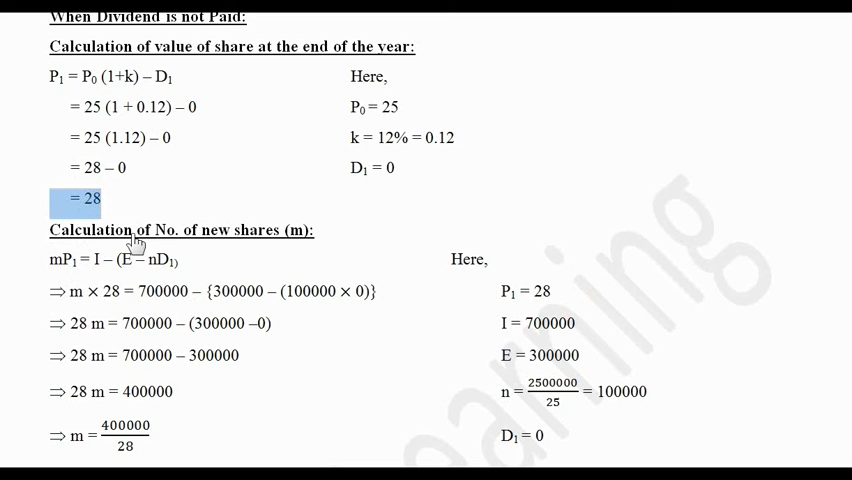 When Dividend is not Paid:
Calculation of value of share at the end of the year:
P₁ = P₀ (1+k) – D₁ Here,
= 25 (1 + 0.12) – 0 P₀ = 25
= 25 (1.12) – 0 k = 12% = 0.12
= 28 – 0 D₁ = 0
= 28
Calculation of No. of new shares (m):
mP₁ = I – (E – nD₁) Here,
⇒ m × 28 = 700000 – {300000 – (100000 × 0)} P₁ = 28
⇒ 28 m = 700000 – (300000 –0) I = 700000
⇒ 28 m = 700000 – 300000 E = 300000
⇒ 28 m = 400000 n = 2500000/25 = 100000
⇒ m = 400000/28 D₁ = 0
earning